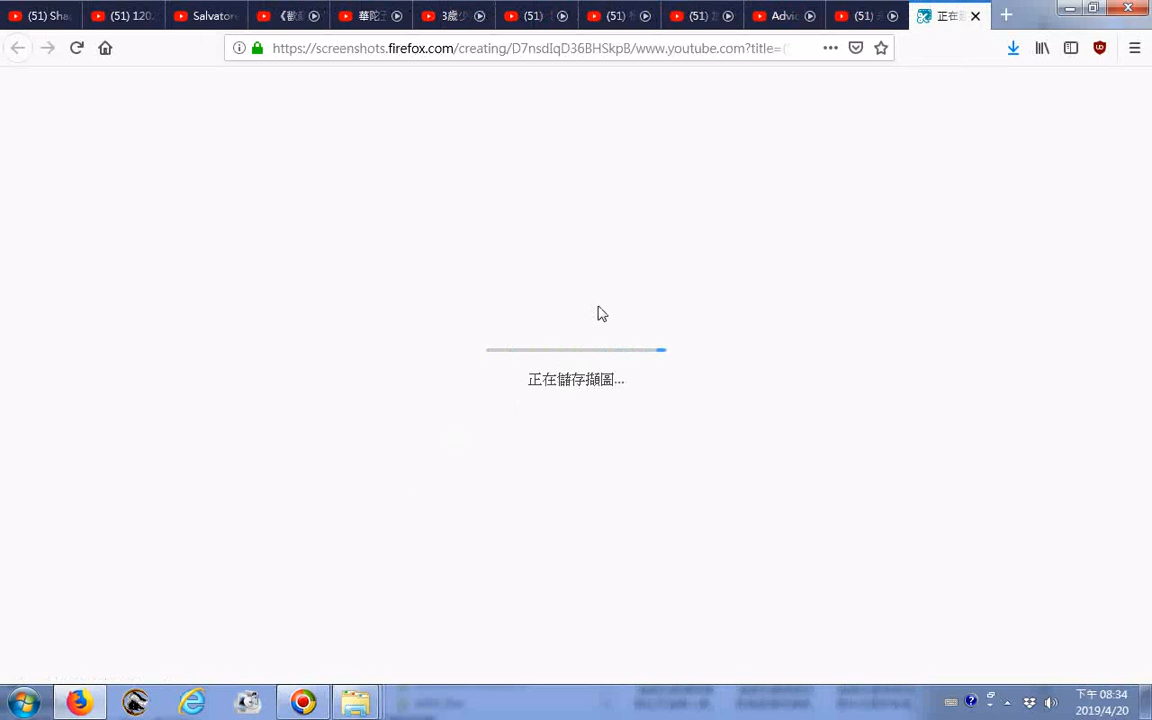 (51) Sha
(51) 120.
Salvator
《歡
華陀
3歲少
(51)
(51)
(51)
Advi
(51)
正在
https://screenshots.firefox.com/creating/D7nsdIqD36BHSkpB/www.youtube.com?title=(
正在儲存擷圖...
下午 08:34
2019/4/20